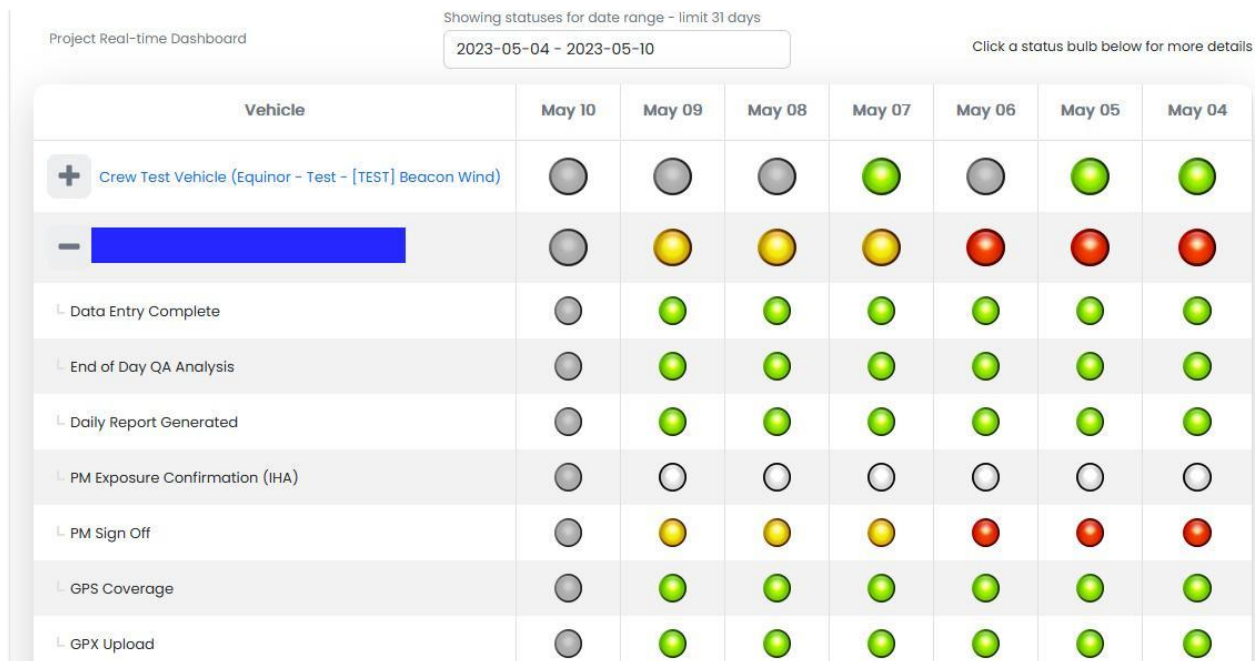 Showing statuses for date range - limit 31 days
Project Real-time Dashboard
2023-05-04 - 2023-05-10
Click a status bulb below for more details
Vehicle May 10 May 09 May 08 May 07 May 06 May 05 May 04
Crew Test Vehicle (Equinor - Test - [TEST] Beacon Wind)
Data Entry Complete
End of Day QA Analysis
Daily Report Generated
PM Exposure Confirmation (IHA)
PM Sign Off
GPS Coverage
GPX Upload